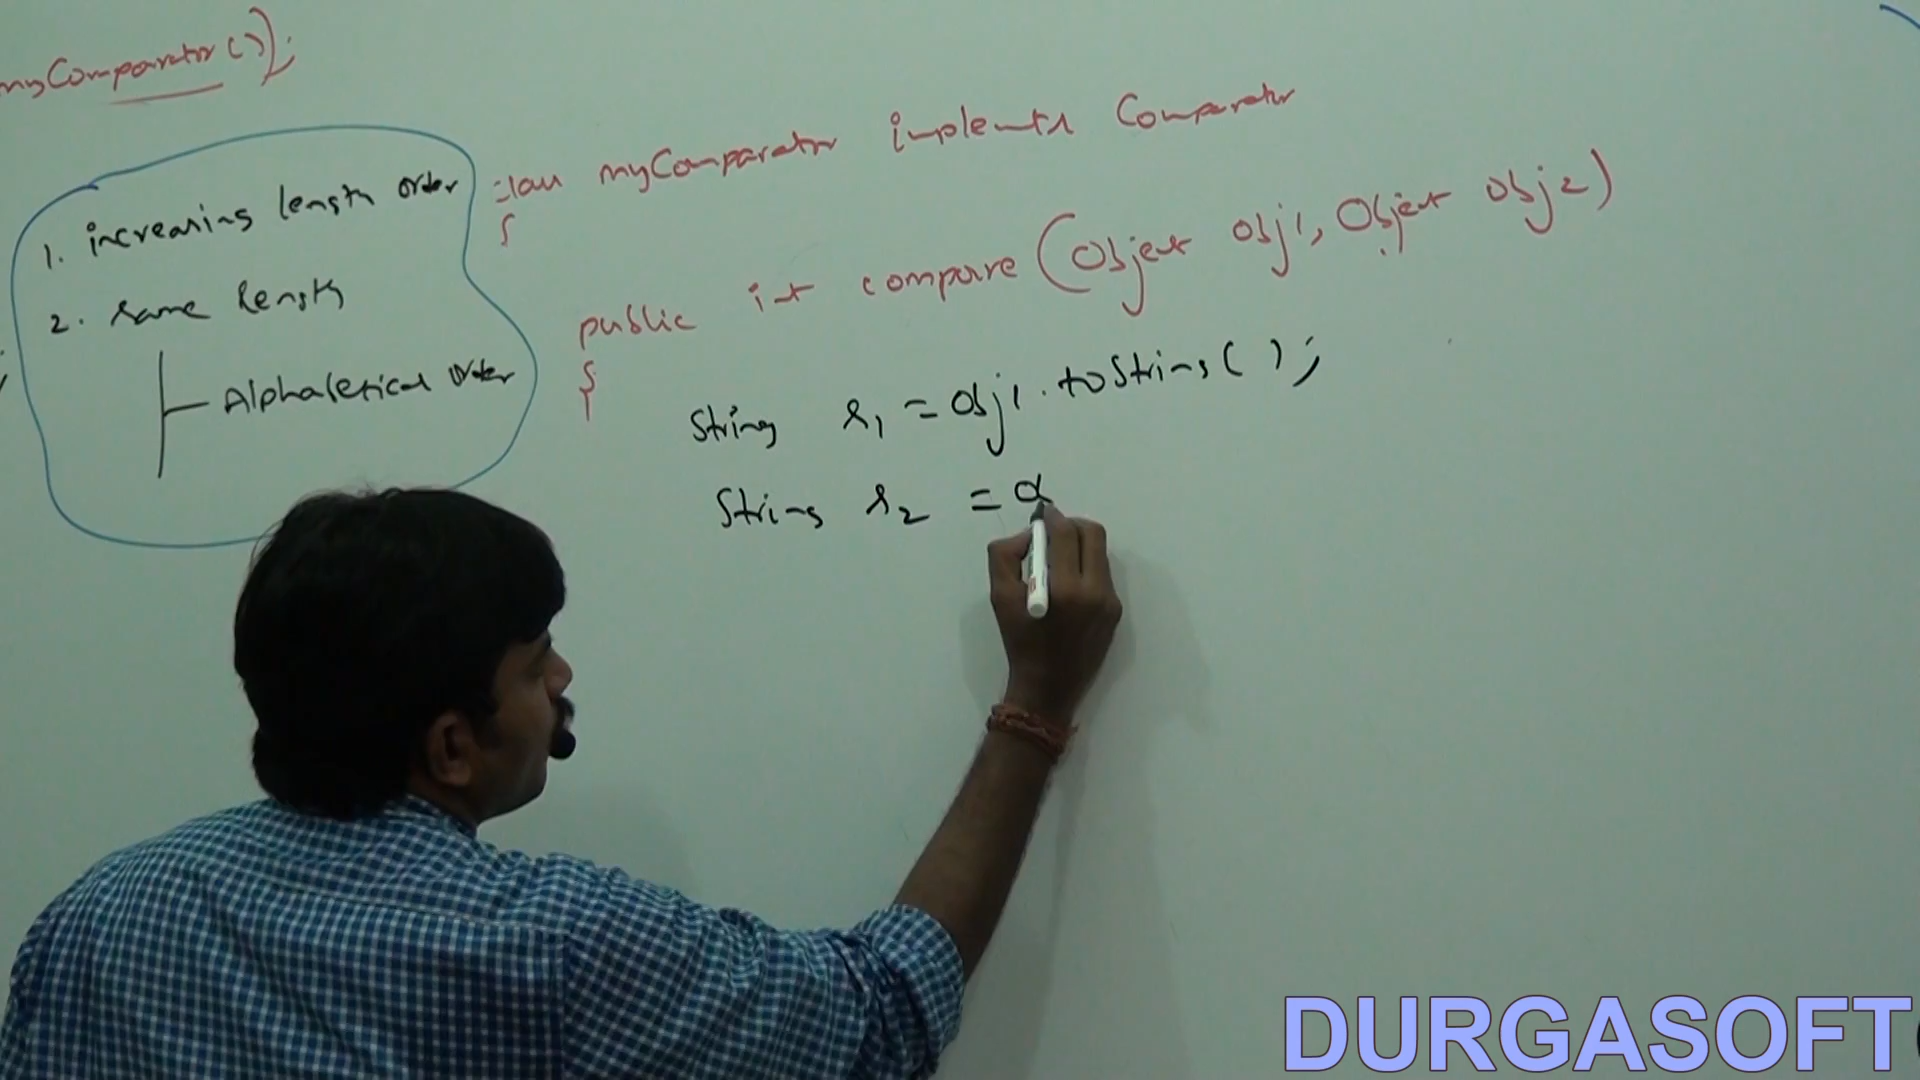 myComparator();
1. increasing length order
2. same length
Alphabetical order
class myComparator implements Comparator
{
public int compare(Object obj1, Object obj2)
{
String s1 = obj1.toString();
String s2 = o
DURGASOFT